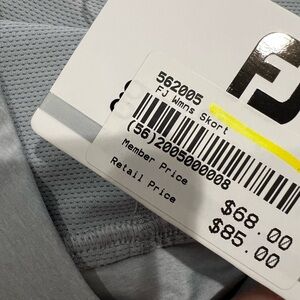 FJ
562005
FJ Wmns Skort
(56)2005000008
Member Price $68.00
Retail Price $85.00